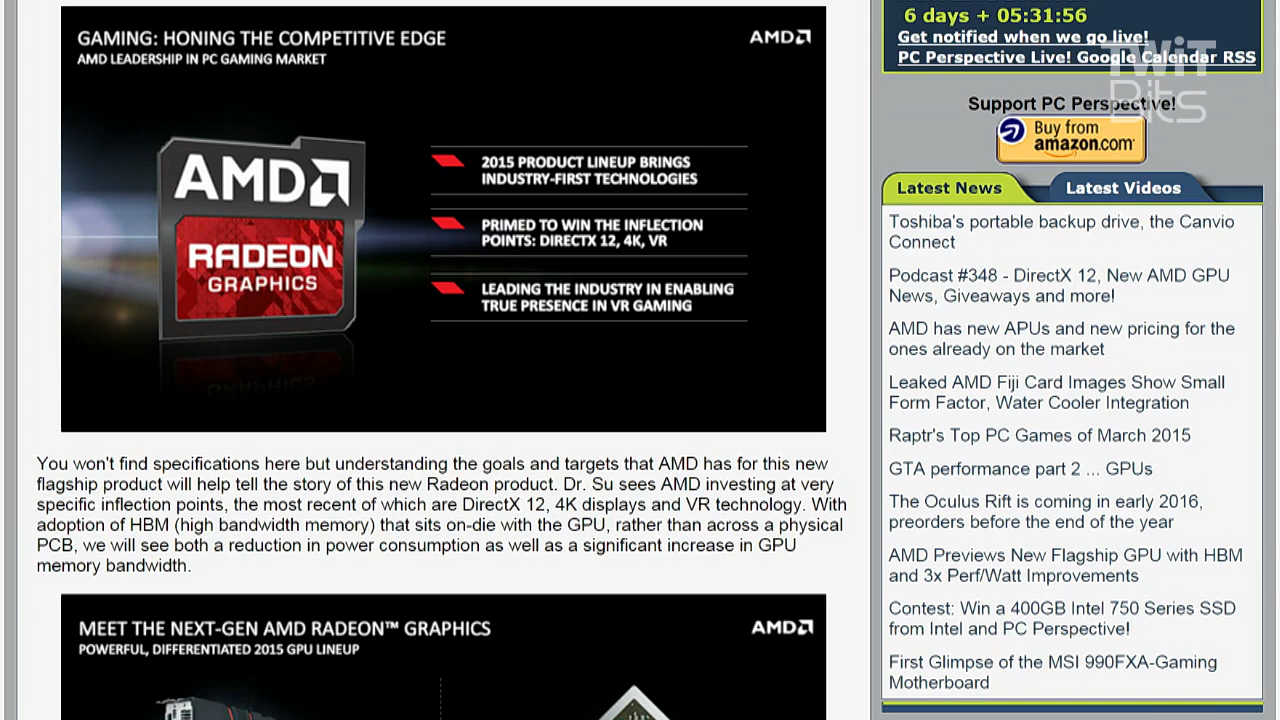 GAMING: HONING THE COMPETITIVE EDGE
AMD LEADERSHIP IN PC GAMING MARKET
AMD
AMD
RADEON
GRAPHICS
2015 PRODUCT LINEUP BRINGS
INDUSTRY-FIRST TECHNOLOGIES
PRIMED TO WIN THE INFLECTION
POINTS: DIRECTX 12, 4K, VR
LEADING THE INDUSTRY IN ENABLING
TRUE PRESENCE IN VR GAMING
You won't find specifications here but understanding the goals and targets that AMD has for this new
flagship product will help tell the story of this new Radeon product. Dr. Su sees AMD investing at very
specific inflection points, the most recent of which are DirectX 12, 4K displays and VR technology. With
adoption of HBM (high bandwidth memory) that sits on-die with the GPU, rather than across a physical
PCB, we will see both a reduction in power consumption as well as a significant increase in GPU
memory bandwidth.
MEET THE NEXT-GEN AMD RADEON™ GRAPHICS
POWERFUL, DIFFERENTIATED 2015 GPU LINEUP
AMD
6 days + 05:31:56
Get notified when we go live!
PC Perspective Live! Google Calendar RSS
TWiT
Bits
Support PC Perspective!
Buy from
amazon.com
Latest News
Latest Videos
Toshiba's portable backup drive, the Canvio
Connect
Podcast #348 - DirectX 12, New AMD GPU
News, Giveaways and more!
AMD has new APUs and new pricing for the
ones already on the market
Leaked AMD Fiji Card Images Show Small
Form Factor, Water Cooler Integration
Raptr's Top PC Games of March 2015
GTA performance part 2 ... GPUs
The Oculus Rift is coming in early 2016,
preorders before the end of the year
AMD Previews New Flagship GPU with HBM
and 3x Perf/Watt Improvements
Contest: Win a 400GB Intel 750 Series SSD
from Intel and PC Perspective!
First Glimpse of the MSI 990FXA-Gaming
Motherboard